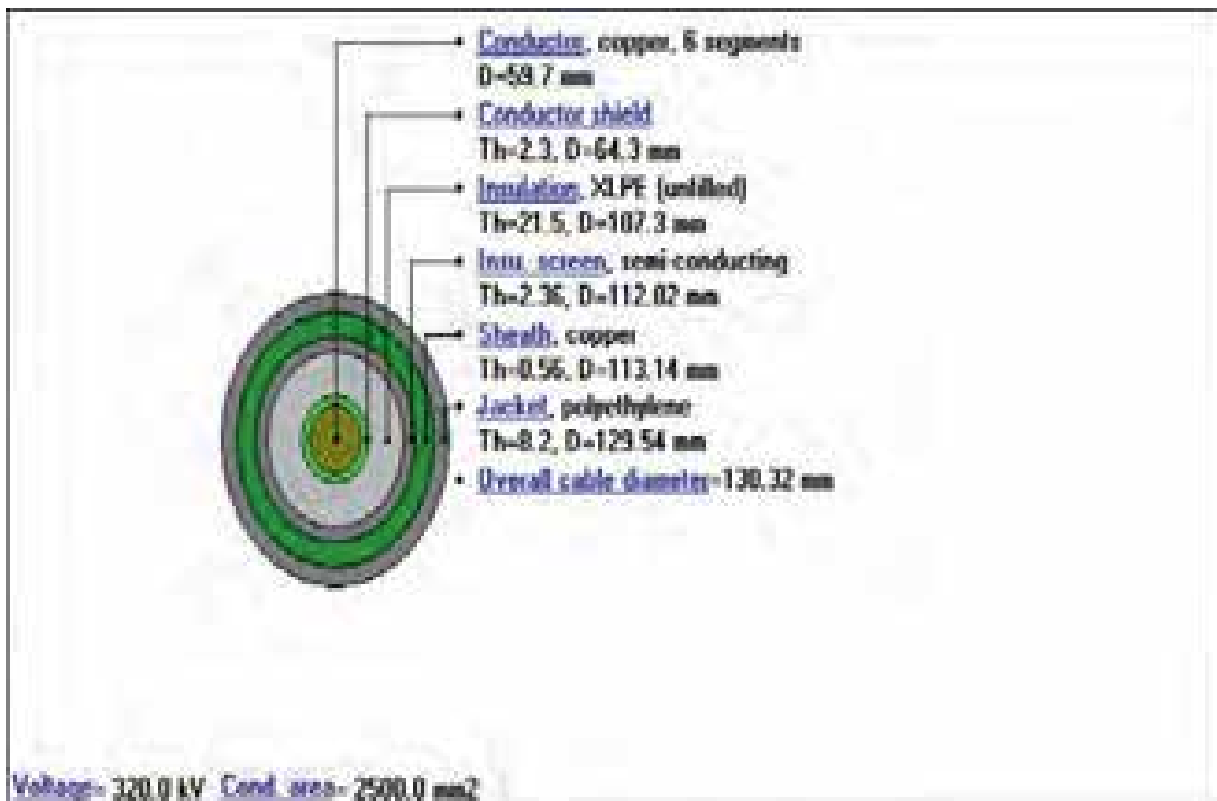 Conductor, copper, 6 segments
D=59.7 mm
Conductor shield
Th=2.3, D=64.3 mm
Insulation, XLPE (unfilled)
Th=21.5, D=107.3 mm
Insu. screen, semi-conducting
Th=2.36, D=112.02 mm
Sheath, copper
Th=0.56, D=113.14 mm
Jacket, polyethylene
Th=8.2, D=129.54 mm
Overall cable diameter=130.32 mm
Voltage= 320.0 kV Cond. area= 2500.0 mm2